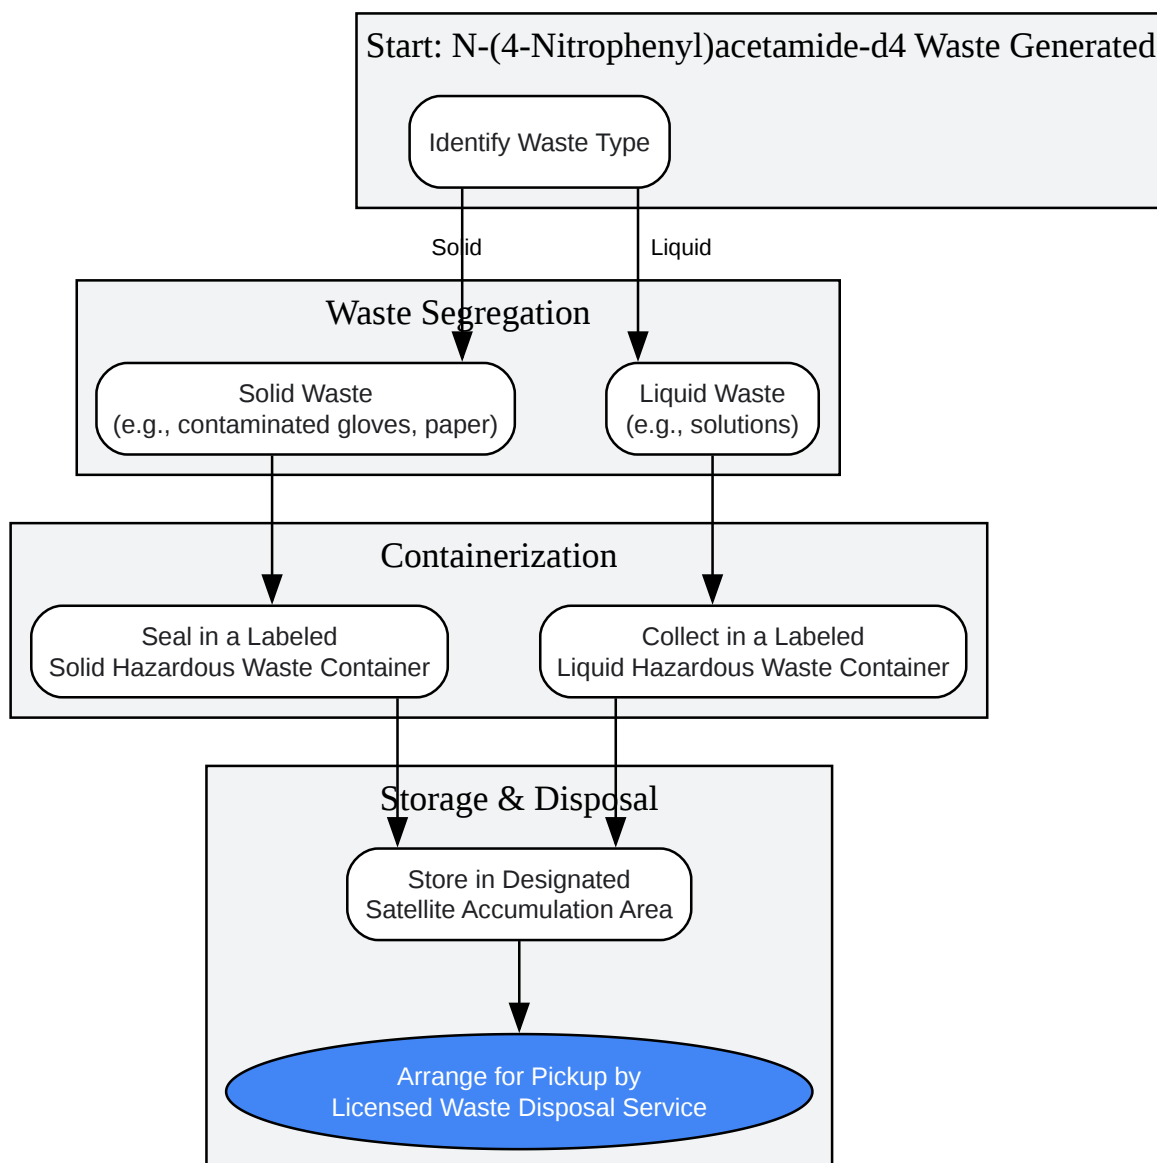 Start: N-(4-Nitrophenyl)acetamide-d4 Waste Generated
Identify Waste Type
Solid
Liquid
Waste Segregation
Solid Waste
(e.g., contaminated gloves, paper)
Liquid Waste
(e.g., solutions)
Containerization
Seal in a Labeled
Solid Hazardous Waste Container
Collect in a Labeled
Liquid Hazardous Waste Container
Storage & Disposal
Store in Designated
Satellite Accumulation Area
Arrange for Pickup by
Licensed Waste Disposal Service